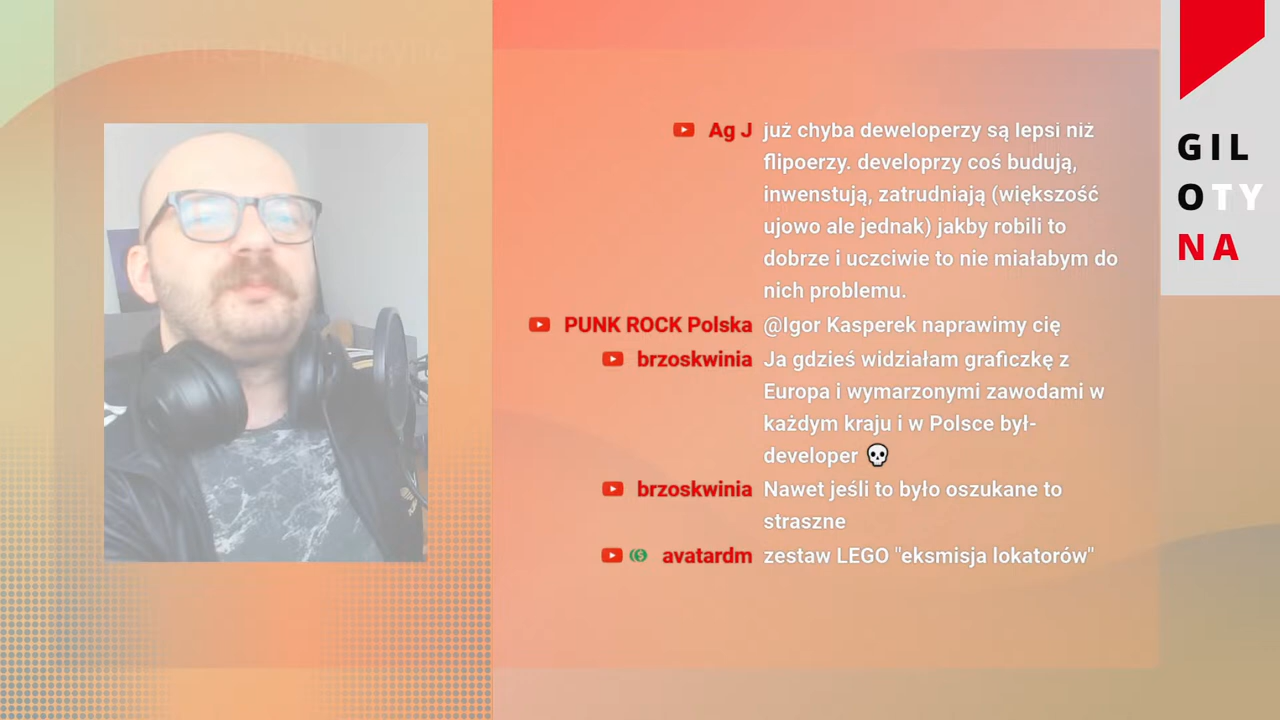 Ag J już chyba deweloperzy są lepsi niż
flipoerzy. developrzy coś budują,
inwenstują, zatrudniają (większość
ujowo ale jednak) jakby robili to
dobrze i uczciwie to nie miałabym do
nich problemu.
PUNK ROCK Polska @Igor Kasperek naprawimy cię
brzoskwinia Ja gdzieś widziałam graficzkę z
Europa i wymarzonymi zawodami w
każdym kraju i w Polsce był-
developer 💀
brzoskwinia Nawet jeśli to było oszukane to
straszne
avatardm zestaw LEGO "eksmisja lokatorów"
GIL
OTY
NA